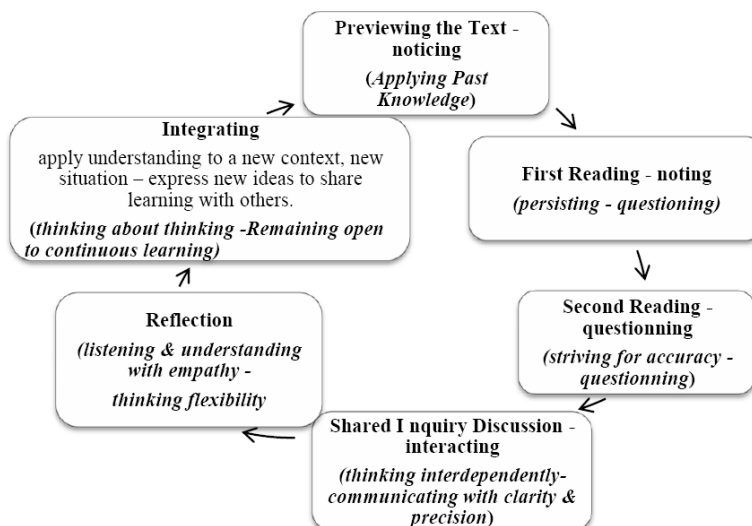 Previewing the Text -
noticing
(Applying Past
Knowledge)
First Reading - noting
(persisting - questioning)
Second Reading -
questionning
(striving for accuracy -
questionning)
Shared I nquiry Discussion -
interacting
(thinking interdependently-
communicating with clarity &
precision)
Reflection
(listening & understanding
with empathy -
thinking flexibility
Integrating
apply understanding to a new context, new
situation – express new ideas to share
learning with others.
(thinking about thinking -Remaining open
to continuous learning)